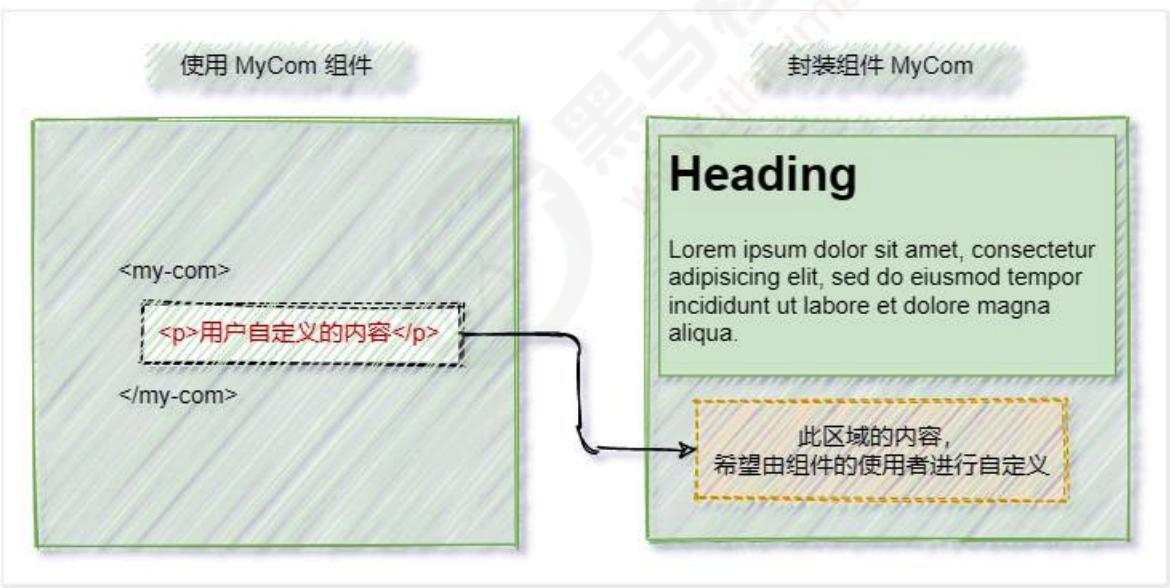 使用 MyCom 组件
<my-com>
<p>用户自定义的内容</p>
</my-com>
封装组件 MyCom
Heading
Lorem ipsum dolor sit amet, consectetur
adipisicing elit, sed do eiusmod tempor
incididunt ut labore et dolore magna
aliqua.
此区域的内容，
希望由组件的使用者进行自定义